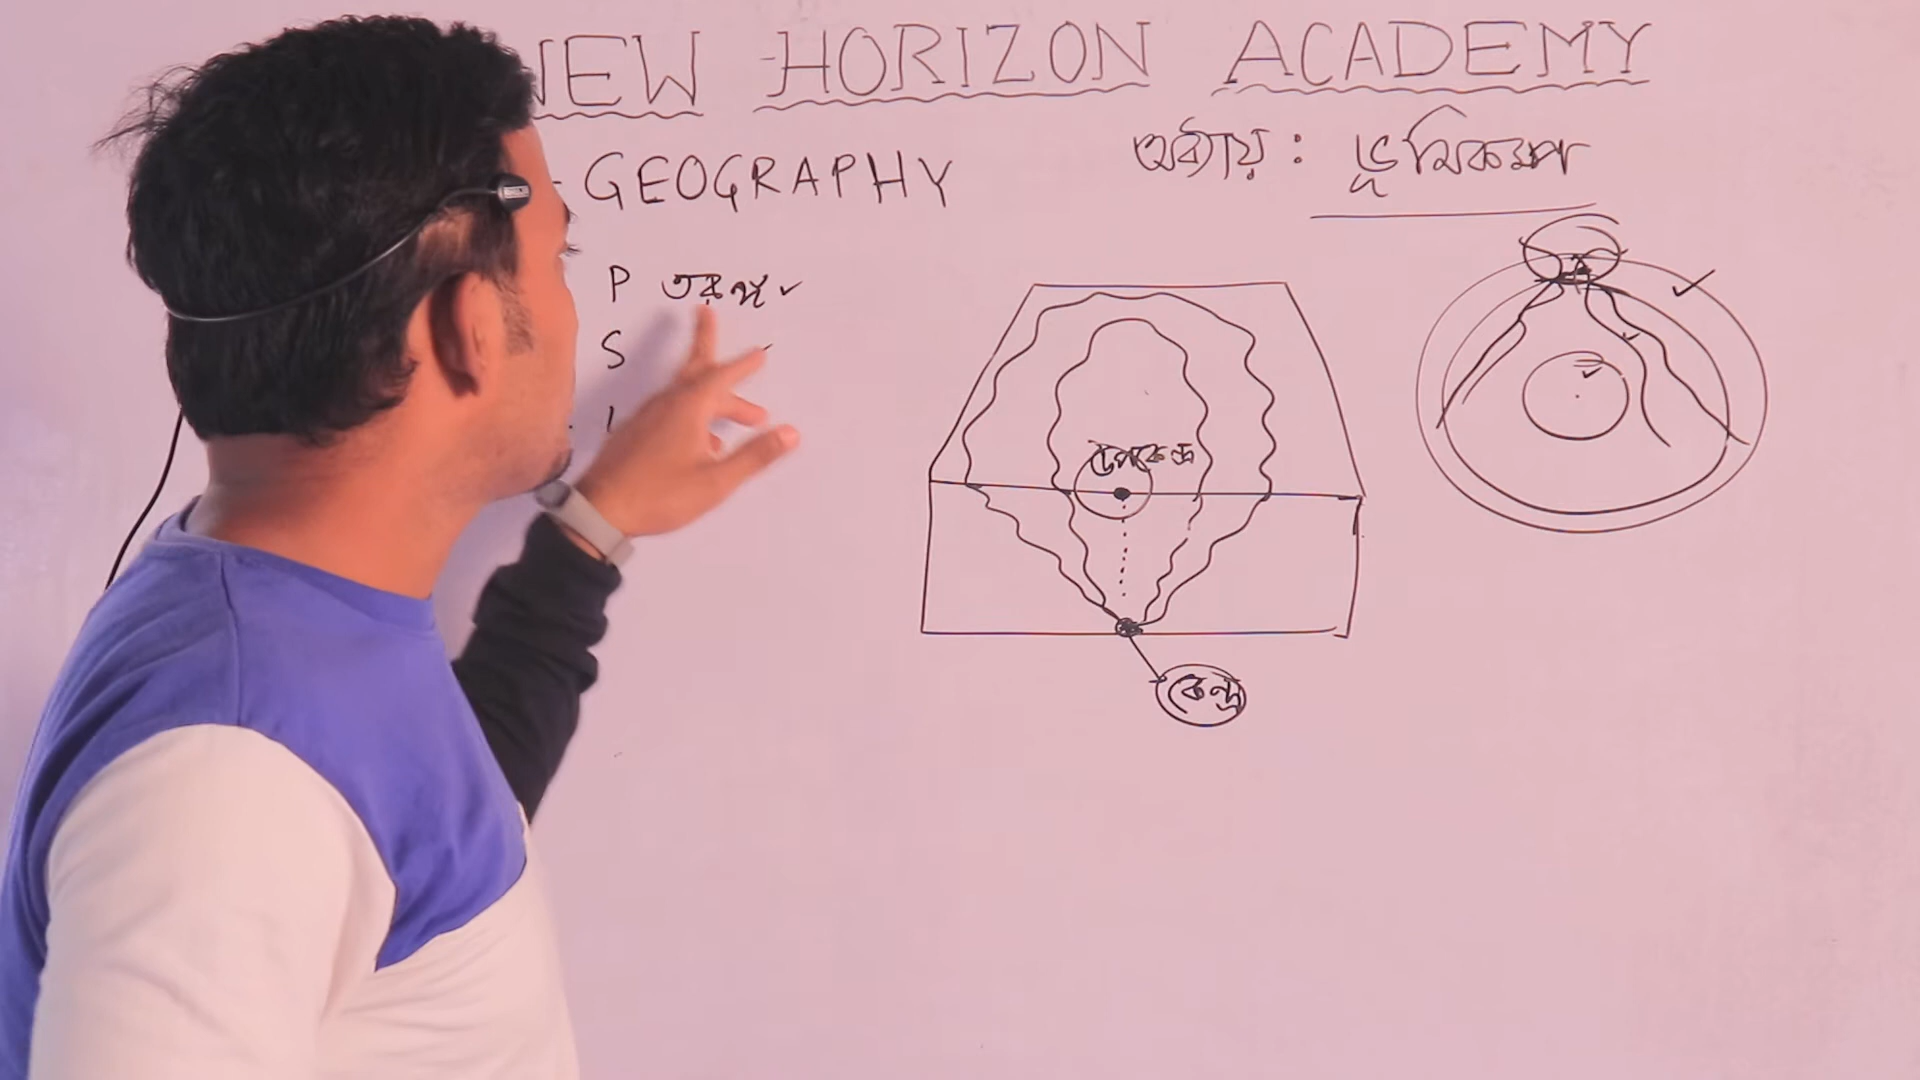 NEW HORIZON ACADEMY
GEOGRAPHY
অধ্যায় : ভূমিকম্প
P তরঙ্গ
S
L
উপকেন্দ্র
কেন্দ্র